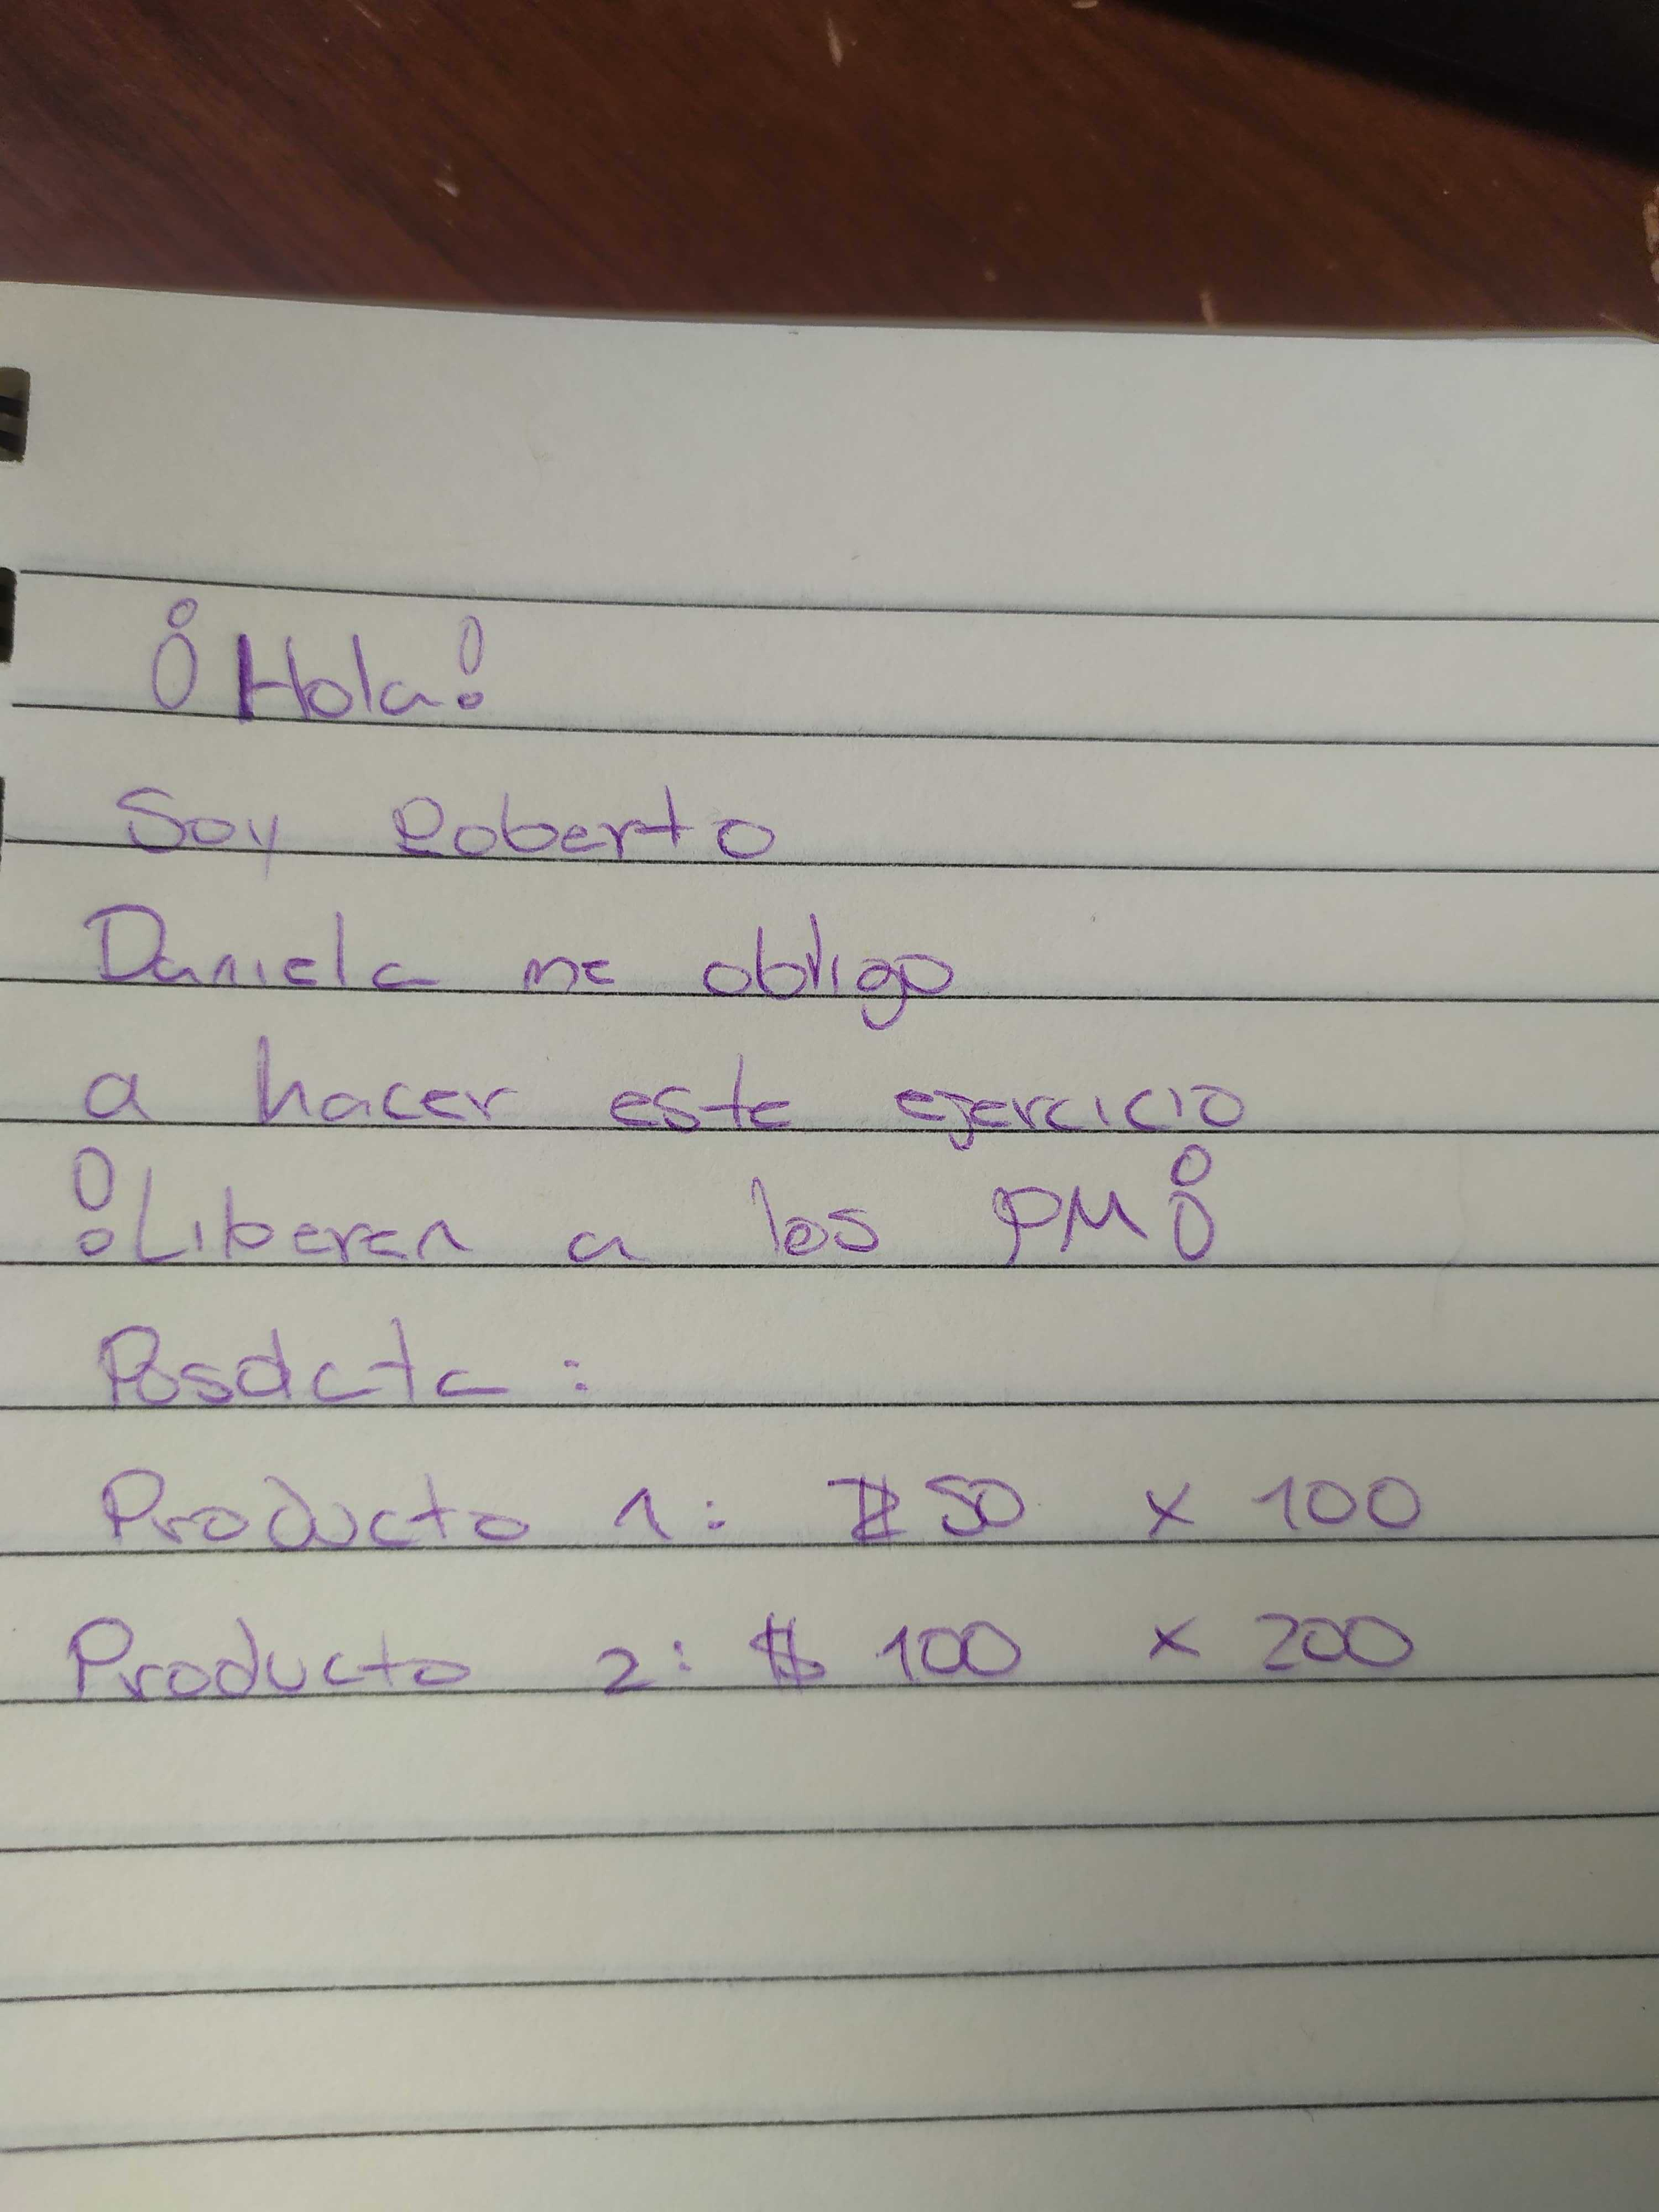 ¡Hola!
Soy Roberto
Daniela me obligo
a hacer este ejercicio
!Liberen a los PM¡
Posdata:
Producto 1: $50 x 100
Producto 2: $ 100 x 200